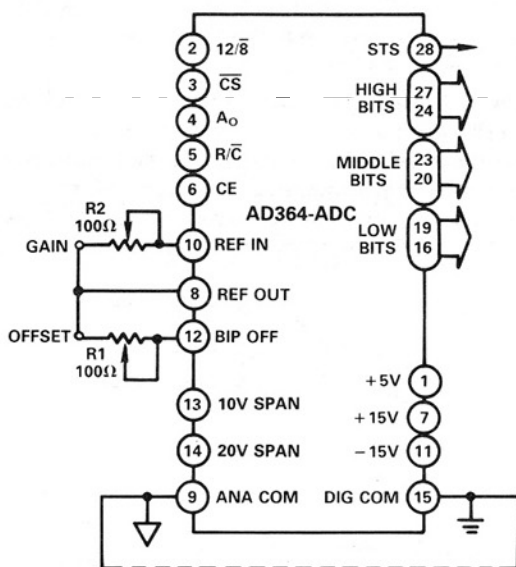 2 12/8̅
3 C̅S̅
4 A₀
5 R/C̅
6 CE
R2
100Ω
GAIN
10 REF IN
8 REF OUT
OFFSET
12 BIP OFF
R1
100Ω
13 10V SPAN
14 20V SPAN
9 ANA COM
AD364-ADC
STS 28
HIGH BITS
27
24
MIDDLE BITS
23
20
LOW BITS
19
16
+5V 1
+15V 7
−15V 11
DIG COM 15